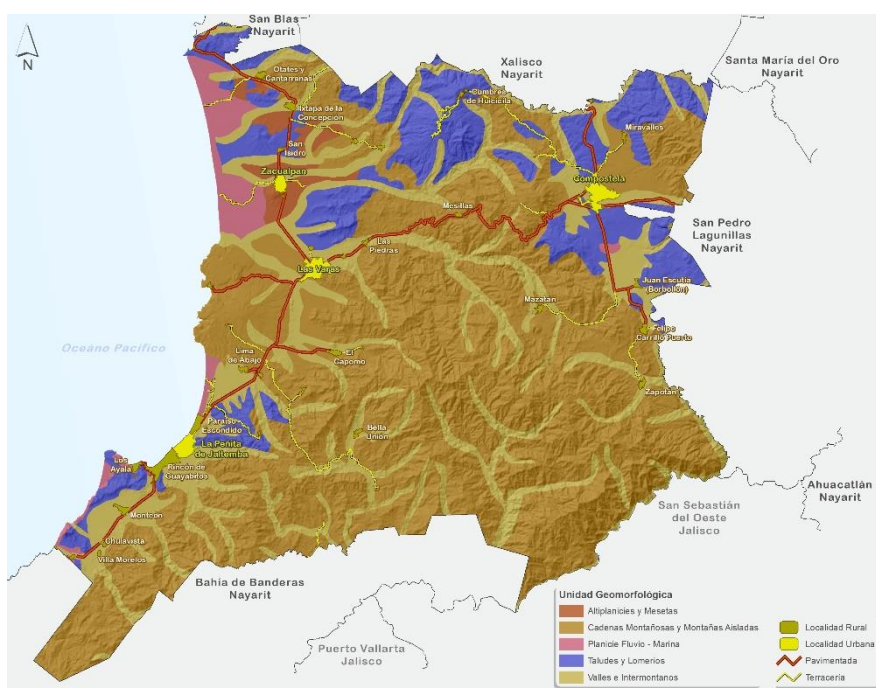 San Blas
Nayarit
N
Xalisco
Nayarit
Santa María del Oro
Nayarit
Otates y
Cantarranas
Cumbres
de Huicicila
Ixtapa de la
Concepción
Miravalles
San
Isidro
Zacualpan
Compostela
Mesillas
San Pedro
Lagunillas
Nayarit
Las
Piedras
Las Varas
Juan Escutia
(Borbollón)
Mazatán
Felipe
Carrillo Puerto
Océano Pacífico
Lima
de Abajo
El
Capomo
Zapotán
Paraíso
Escondido
Bella
Unión
La Peñita
de Jaltemba
Los
Ayala
Rincón de
Guayabitos
Ahuacatlán
Nayarit
San Sebastián
del Oeste
Jalisco
Monteón
Chulavista
Villa Morelos
Bahia de Banderas
Nayarit
Puerto Vallarta
Jalisco
Unidad Geomorfológica
Altiplanicies y Mesetas
Cadenas Montañosas y Montañas Aisladas
Planicie Fluvio - Marina
Taludes y Lomerios
Valles e Intermontanos
Localidad Rural
Localidad Urbana
Pavimentada
Terracería